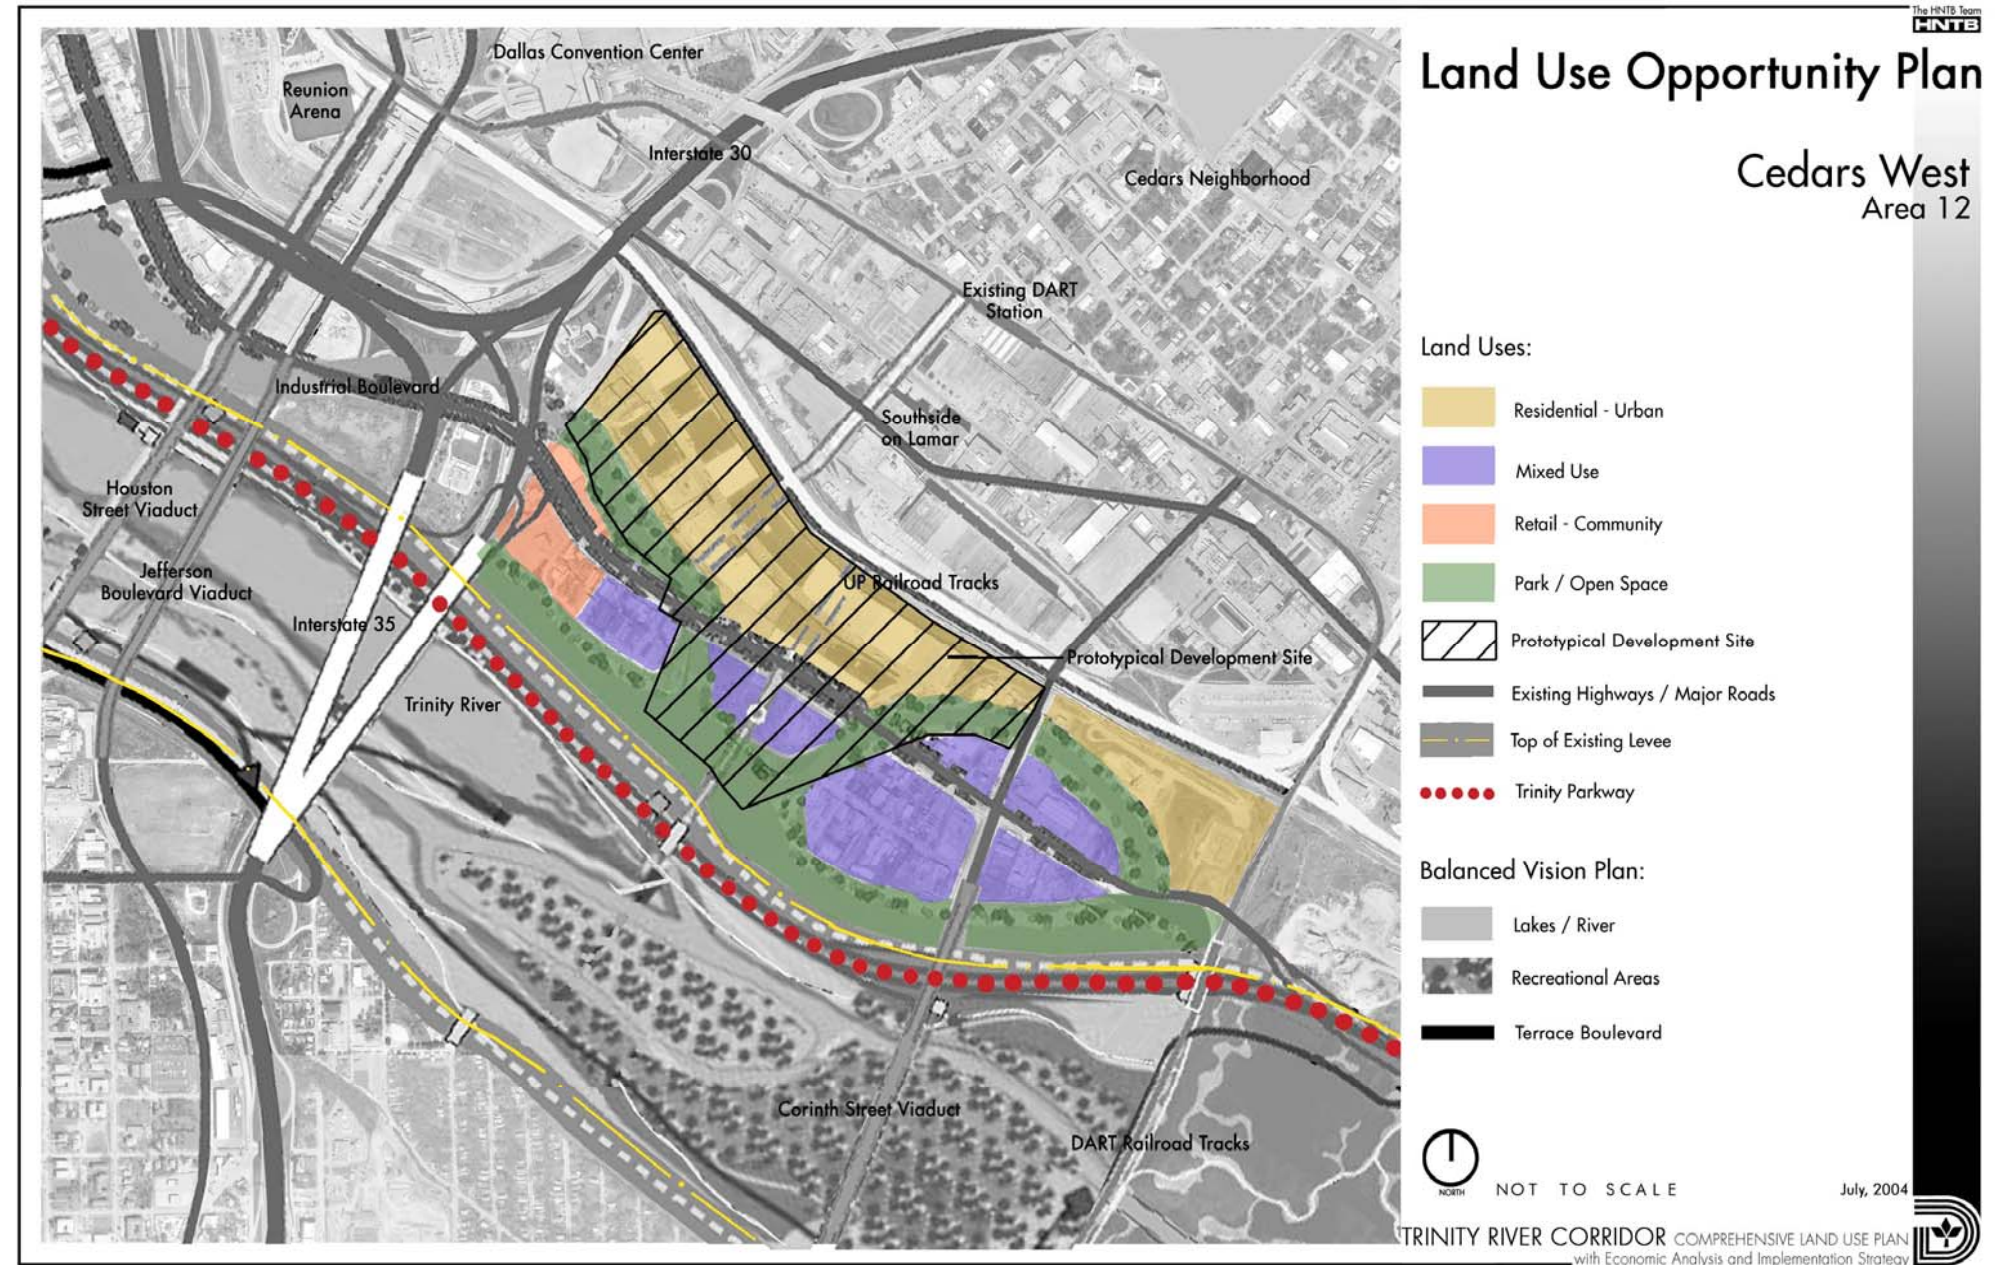 The HNTB Team
HNTB
Land Use Opportunity Plan
Cedars West
Area 12
Dallas Convention Center
Reunion
Arena
Interstate 30
Cedars Neighborhood
Existing DART
Station
Industrial Boulevard
Southside
on Lamar
Houston
Street Viaduct
Jefferson
Boulevard Viaduct
UP Railroad Tracks
Interstate 35
Prototypical Development Site
Trinity River
Corinth Street Viaduct
DART Railroad Tracks
Land Uses:
Residential - Urban
Mixed Use
Retail - Community
Park / Open Space
Prototypical Development Site
Existing Highways / Major Roads
Top of Existing Levee
Trinity Parkway
Balanced Vision Plan:
Lakes / River
Recreational Areas
Terrace Boulevard
NORTH
NOT TO SCALE
July, 2004
TRINITY RIVER CORRIDOR COMPREHENSIVE LAND USE PLAN
with Economic Analysis and Implementation Strategy